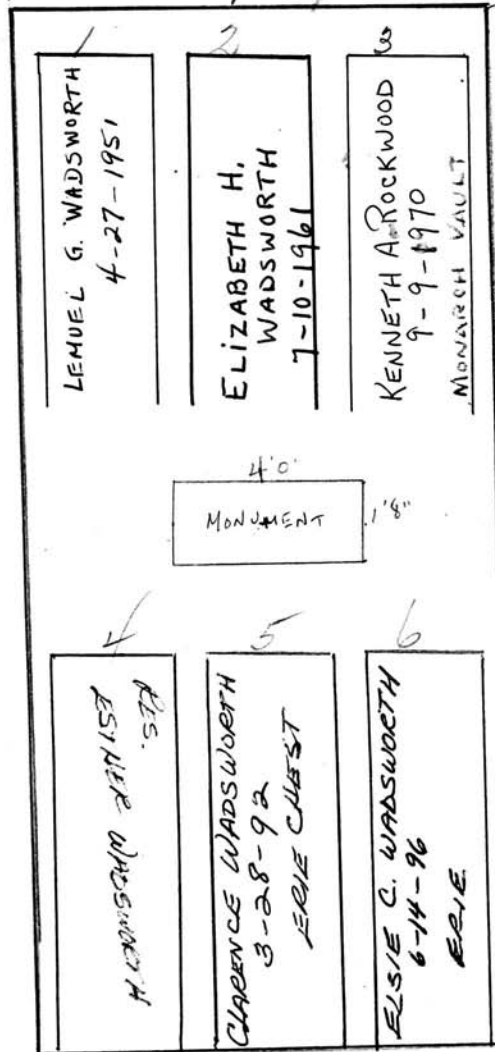 1
LEMUEL G. WADSWORTH
4-27-1951
2
ELIZABETH H.
WADSWORTH
7-10-1961
3
KENNETH A. ROCKWOOD
9-9-1970
MONARCH VAULT
4'0"
MONUMENT
1'8"
4
RES.
ESTHER WADSWORTH
5
CLARENCE WADSWORTH
3-28-92
ERIE CHEST
6
ELSIE C. WADSWORTH
6-14-96
ERIE